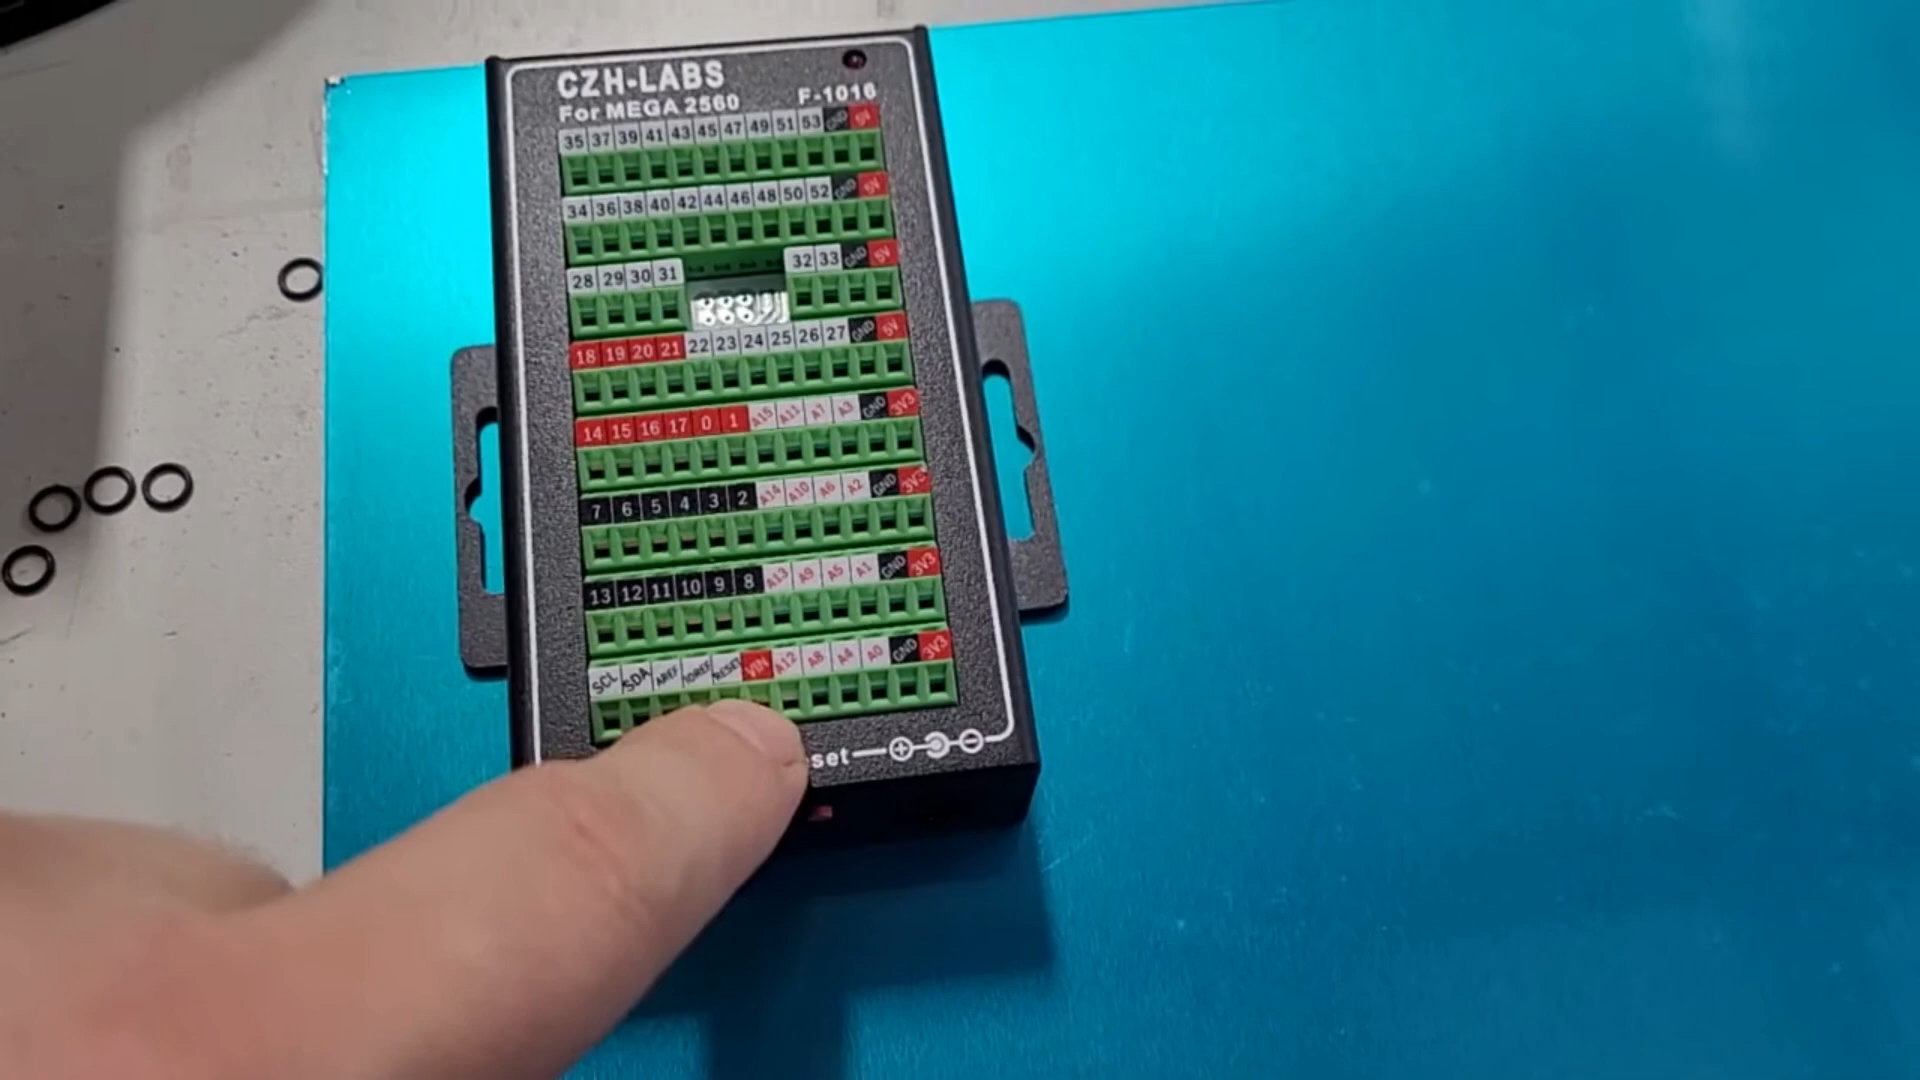 CZH-LABS
For MEGA 2560 F-1016
35 37 39 41 43 45 47 49 51 53 GND 5V
34 36 38 40 42 44 46 48 50 52 GND 5V
28 29 30 31 32 33 GND 5V
18 19 20 21 22 23 24 25 26 27 GND 5V
14 15 16 17 0 1 A15 A11 A7 A3 GND 3V3
7 6 5 4 3 2 A14 A10 A6 A2 GND 3V3
13 12 11 10 9 8 A13 A9 A5 A1 GND 3V3
SCL SDA AREF IOREF RESET VIN A12 A8 A4 A0 GND 3V3
set